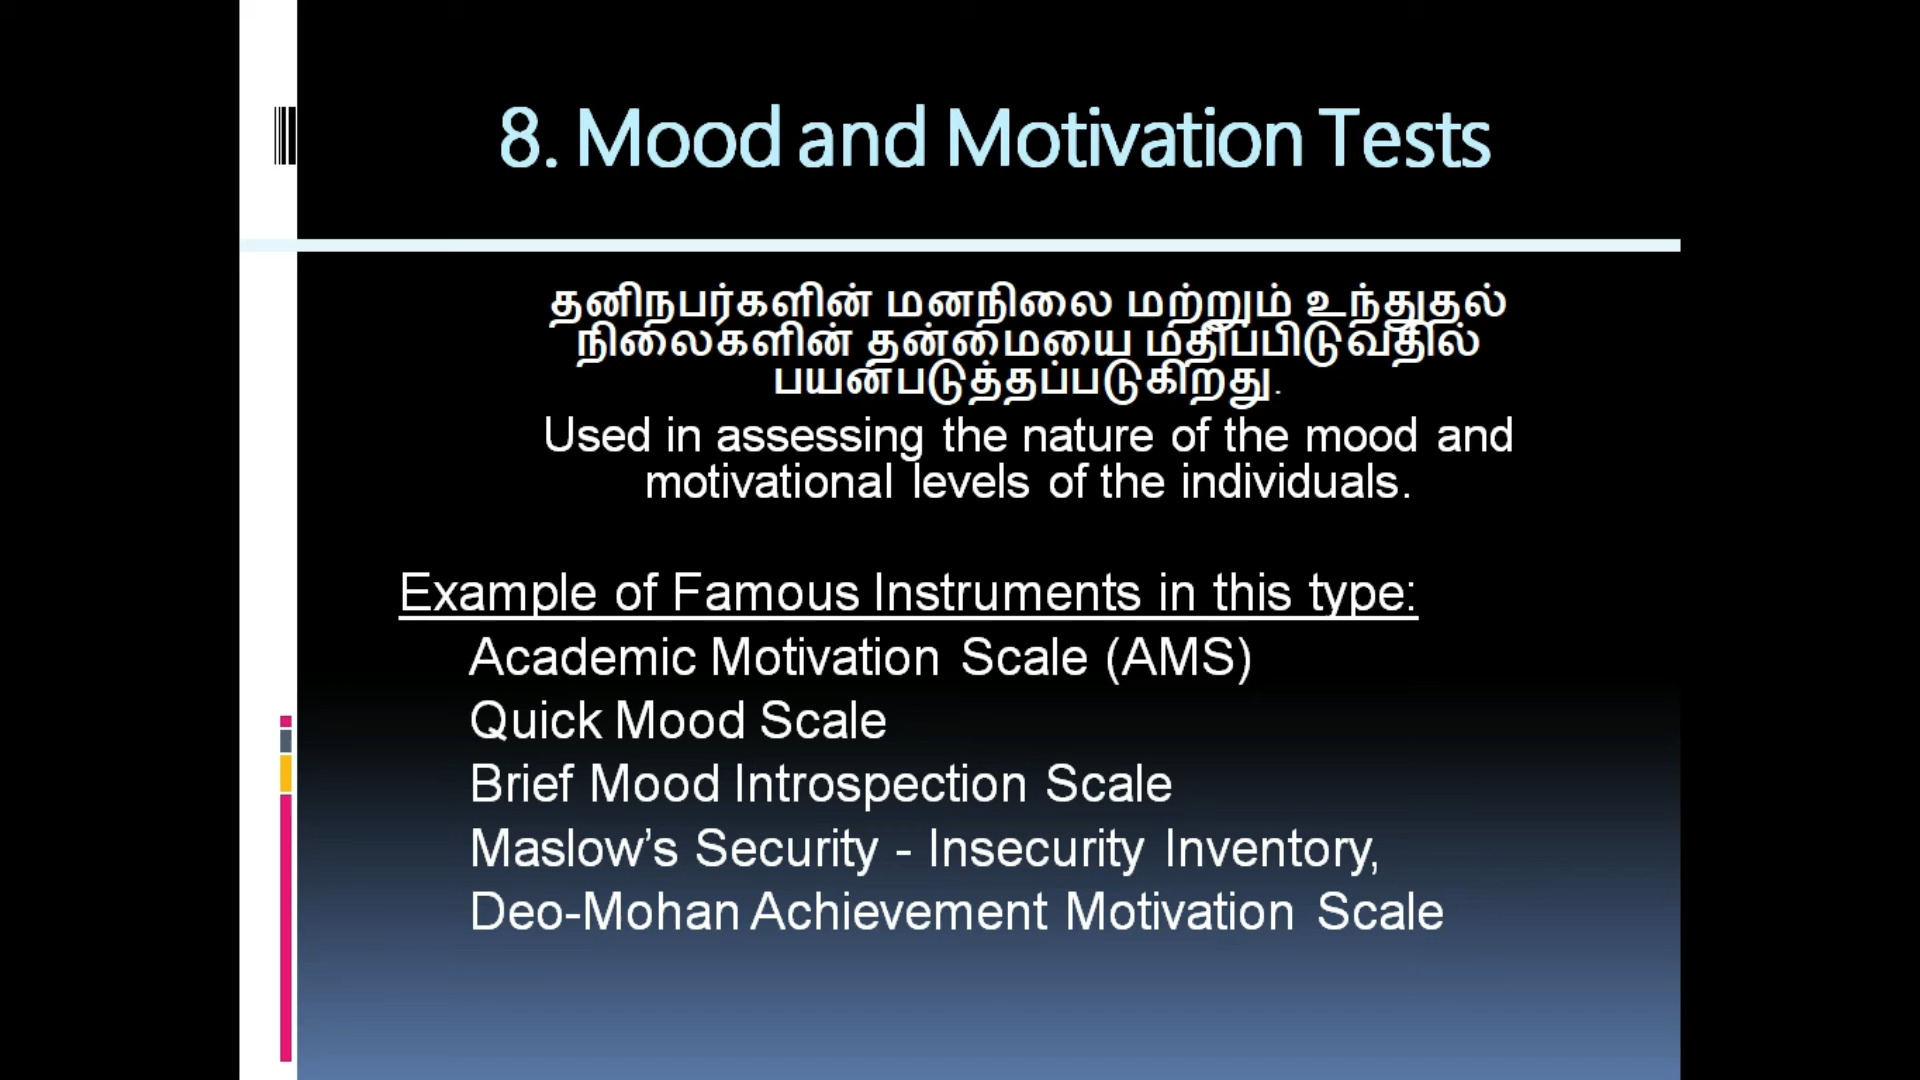 8. Mood and Motivation Tests
தனிநபர்களின் மனநிலை மற்றும் உந்துதல்
நிலைகளின் தன்மையை மதிப்பிடுவதில்
பயன்படுத்தப்படுகிறது.
Used in assessing the nature of the mood and
motivational levels of the individuals.
Example of Famous Instruments in this type:
Academic Motivation Scale (AMS)
Quick Mood Scale
Brief Mood Introspection Scale
Maslow’s Security - Insecurity Inventory,
Deo-Mohan Achievement Motivation Scale